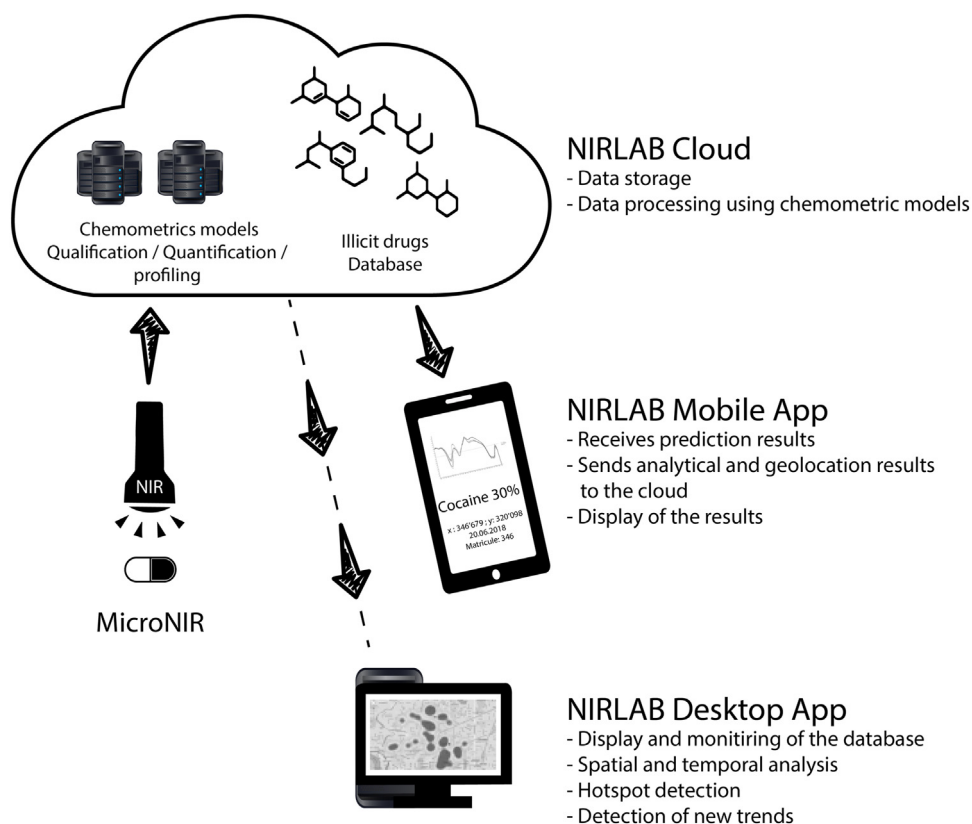 NIRLAB Cloud
- Data storage
- Data processing using chemometric models
Chemometrics models
Qualification / Quantification /
profiling
Illicit drugs
Database
NIRLAB Mobile App
- Receives prediction results
- Sends analytical and geolocation results
to the cloud
- Display of the results
Cocaine 30%
x : 346'679 ; y: 320'098
20.06.2018
Matricule: 346
NIR
MicroNIR
NIRLAB Desktop App
- Display and monitiring of the database
- Spatial and temporal analysis
- Hotspot detection
- Detection of new trends